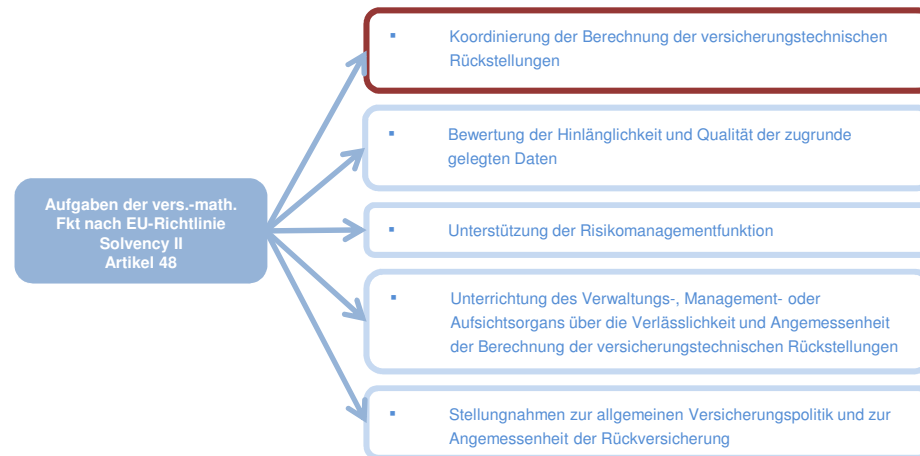 Aufgaben der vers.-math.
Fkt nach EU-Richtlinie
Solvency II
Artikel 48
▪ Koordinierung der Berechnung der versicherungstechnischen
Rückstellungen
▪ Bewertung der Hinlänglichkeit und Qualität der zugrunde
gelegten Daten
▪ Unterstützung der Risikomanagementfunktion
▪ Unterrichtung des Verwaltungs-, Management- oder
Aufsichtsorgans über die Verlässlichkeit und Angemessenheit
der Berechnung der versicherungstechnischen Rückstellungen
▪ Stellungnahmen zur allgemeinen Versicherungspolitik und zur
Angemessenheit der Rückversicherung